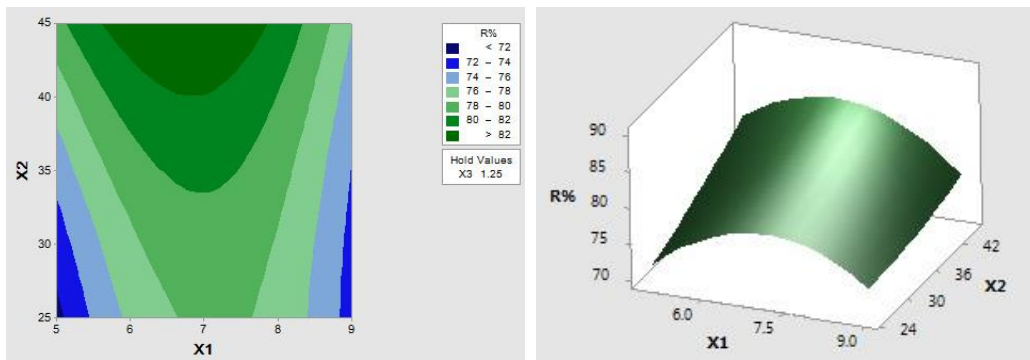 45
40
35
30
25
X2
5
6
7
8
9
X1
R%
< 72
72 – 74
74 – 76
76 – 78
78 – 80
80 – 82
> 82
Hold Values
X3 1.25
90
85
80
75
70
R%
6.0
7.5
9.0
X1
24
30
36
42
X2